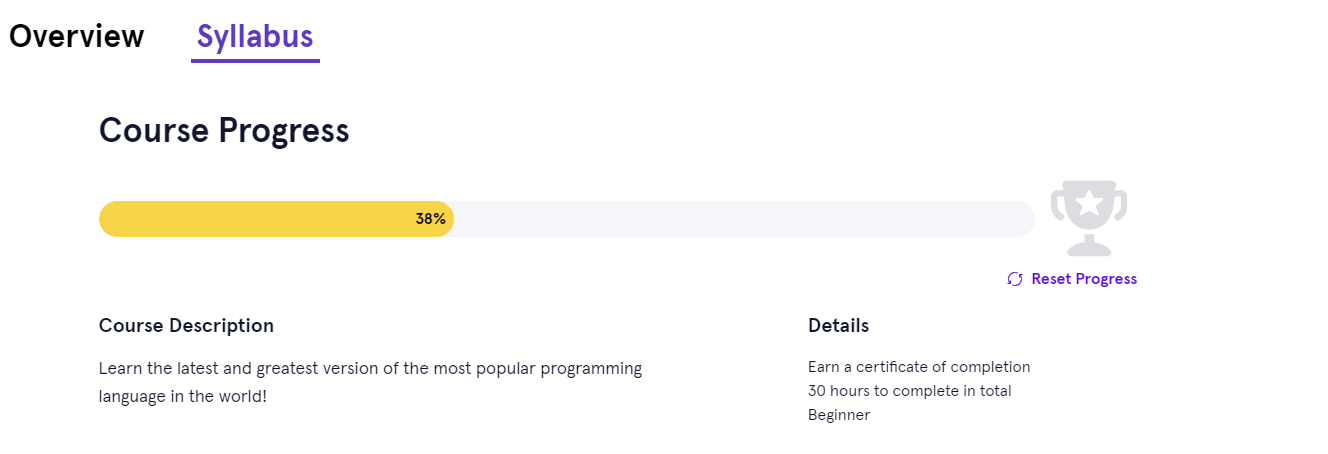 Overview
Syllabus
Course Progress
38%
Reset Progress
Course Description
Learn the latest and greatest version of the most popular programming
language in the world!
Details
Earn a certificate of completion
30 hours to complete in total
Beginner